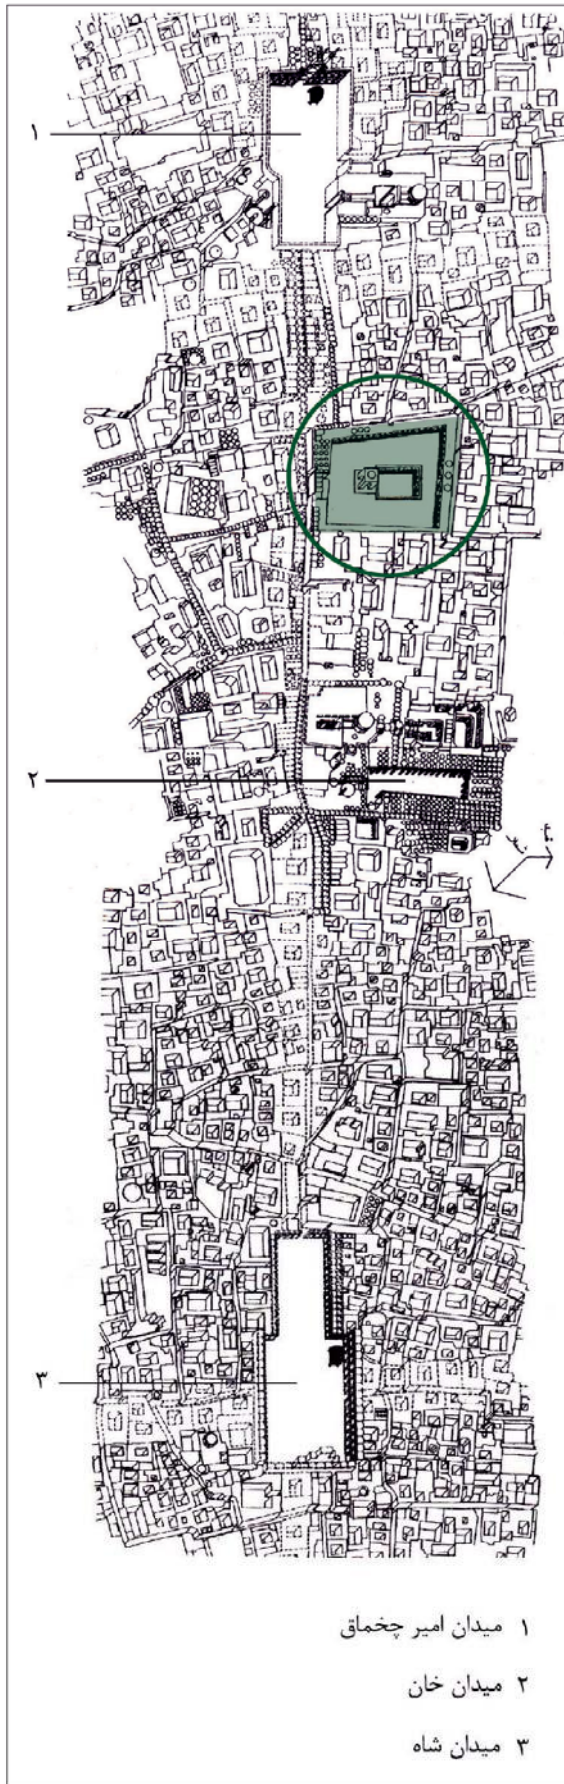 ۱
۲
۳
۱ میدان امیر چخماق
۲ میدان خان
۳ میدان شاه